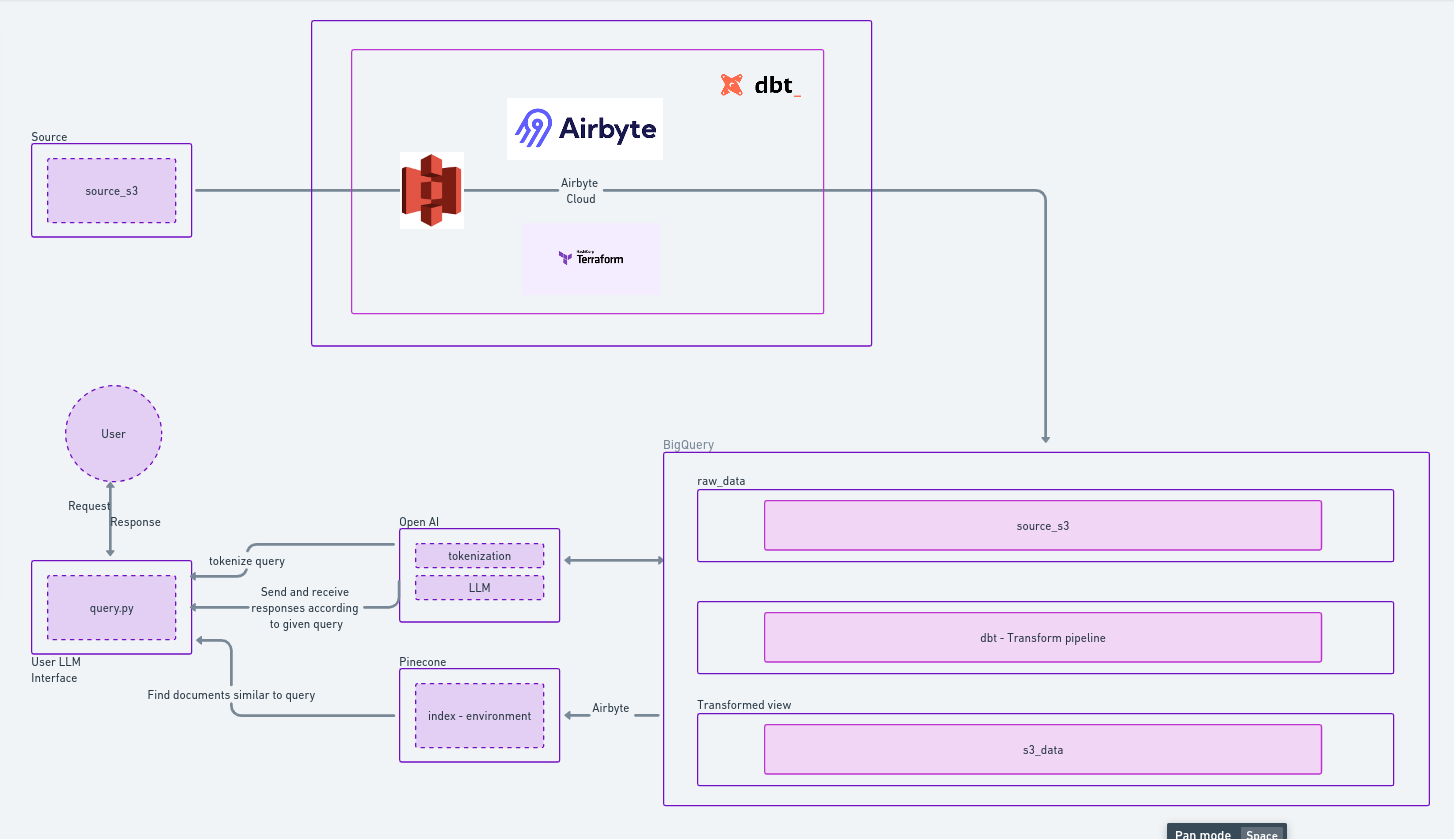 dbt_
Airbyte
Source
source_s3
Airbyte
Cloud
HashiCorp
Terraform
User
Request
Response
BigQuery
raw_data
source_s3
Open AI
tokenization
LLM
tokenize query
Send and receive
responses according
to given query
query.py
User LLM
Interface
dbt - Transform pipeline
Pinecone
index - environment
Find documents similar to query
Airbyte
Transformed view
s3_data
Pan mode Space